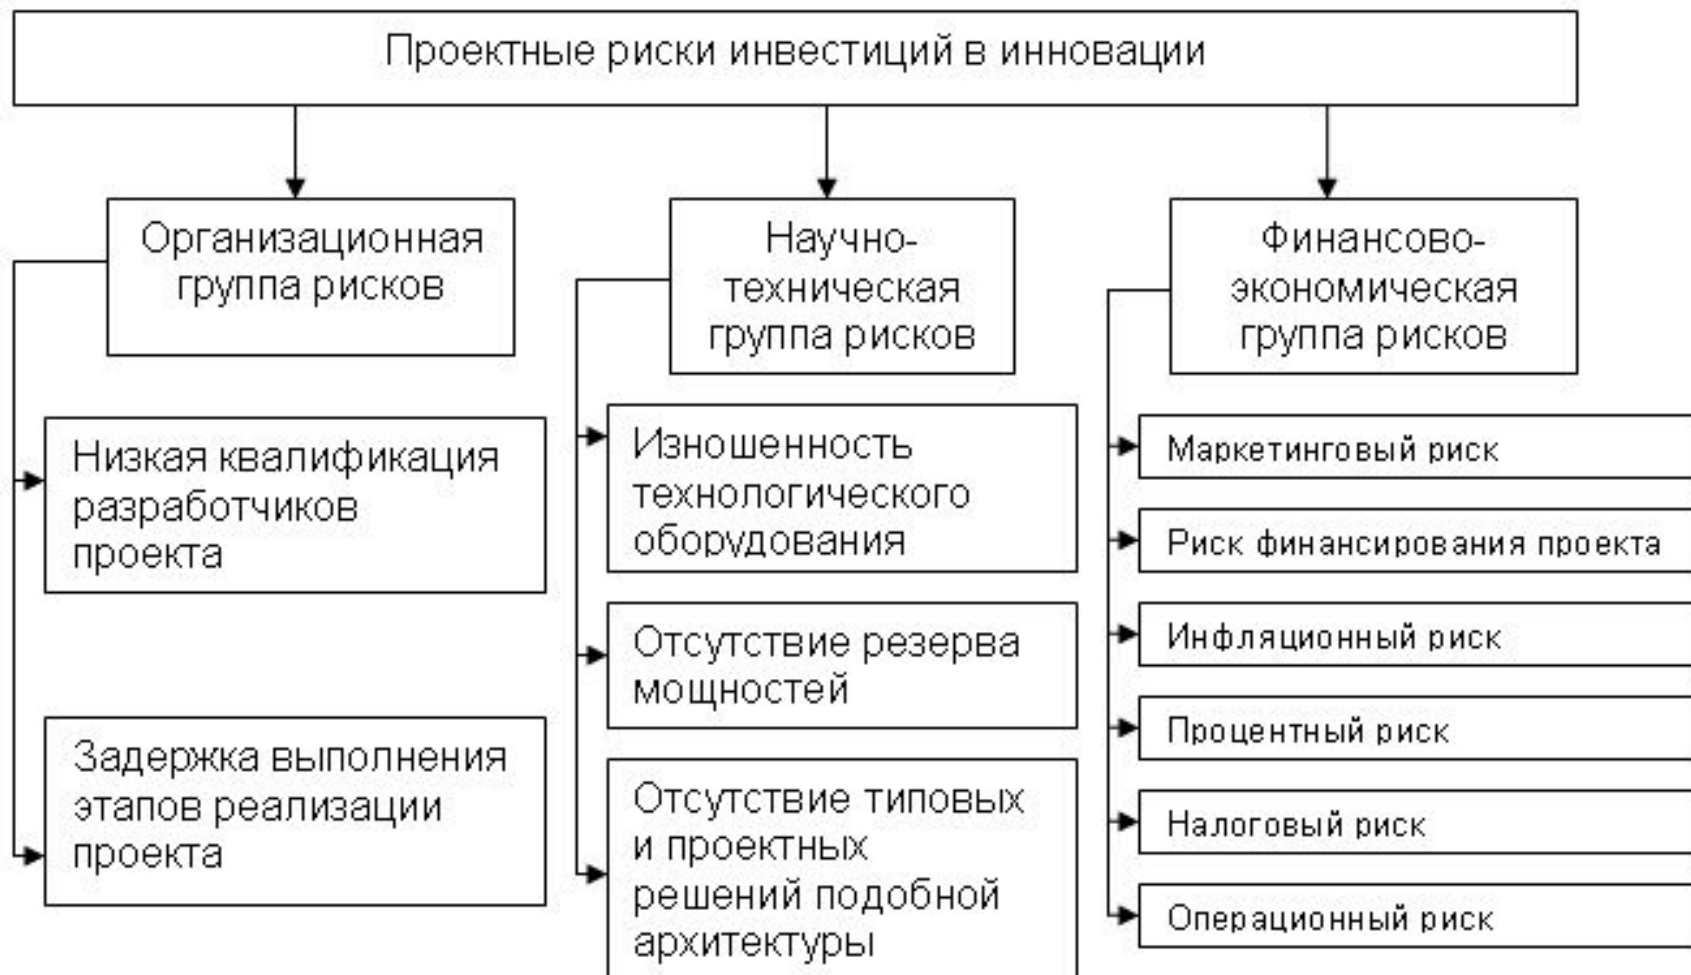 Проектные риски инвестиций в инновации
Организационная
группа рисков
Низкая квалификация
разработчиков
проекта
Задержка выполнения
этапов реализации
проекта
Научно-
техническая
группа рисков
Изношенность
технологического
оборудования
Отсутствие резерва
мощностей
Отсутствие типовых
и проектных
решений подобной
архитектуры
Финансово-
экономическая
группа рисков
Маркетинговый риск
Риск финансирования проекта
Инфляционный риск
Процентный риск
Налоговый риск
Операционный риск